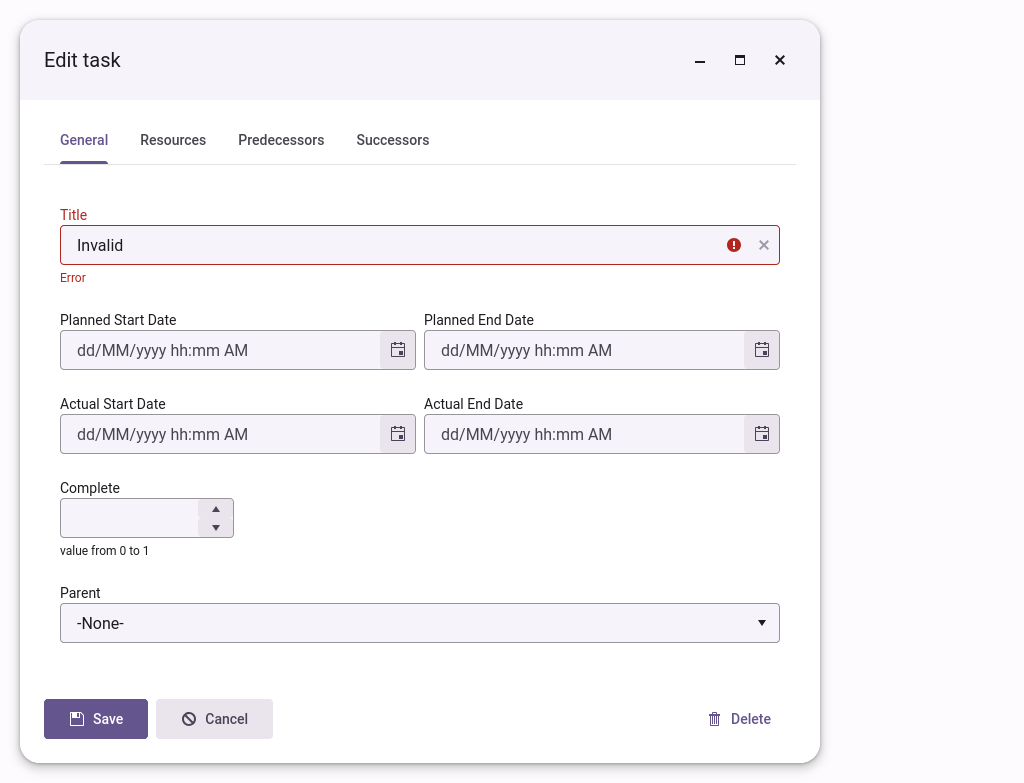 Edit task
General Resources Predecessors Successors
Title
Invalid
Error
Planned Start Date Planned End Date
dd/MM/yyyy hh:mm AM dd/MM/yyyy hh:mm AM
Actual Start Date Actual End Date
dd/MM/yyyy hh:mm AM dd/MM/yyyy hh:mm AM
Complete
value from 0 to 1
Parent
-None-
Save Cancel Delete